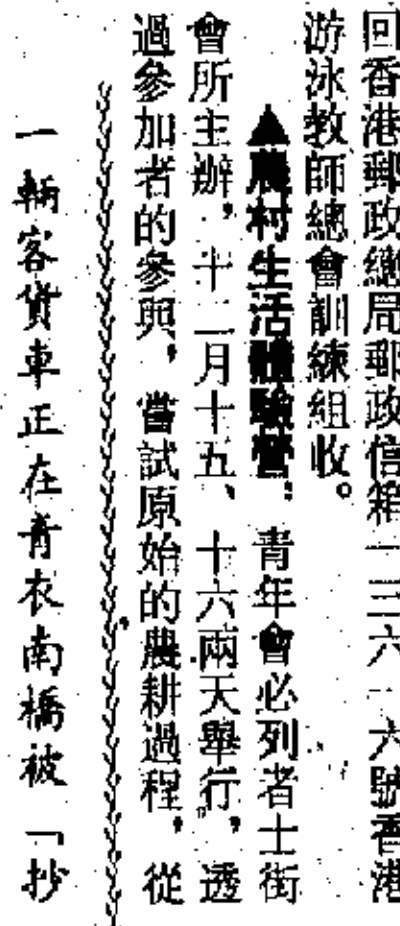 回香港郵政總局郵政信箱一三六一六號香港
游泳教師總會訓練組收。
▲農村生活體驗營：青年會必列者士街
會所主辦，十二月十五、十六兩天舉行，透
過參加者的參與，嘗試原始的農耕過程，從
一輛客貨車正在青衣南橋被「抄